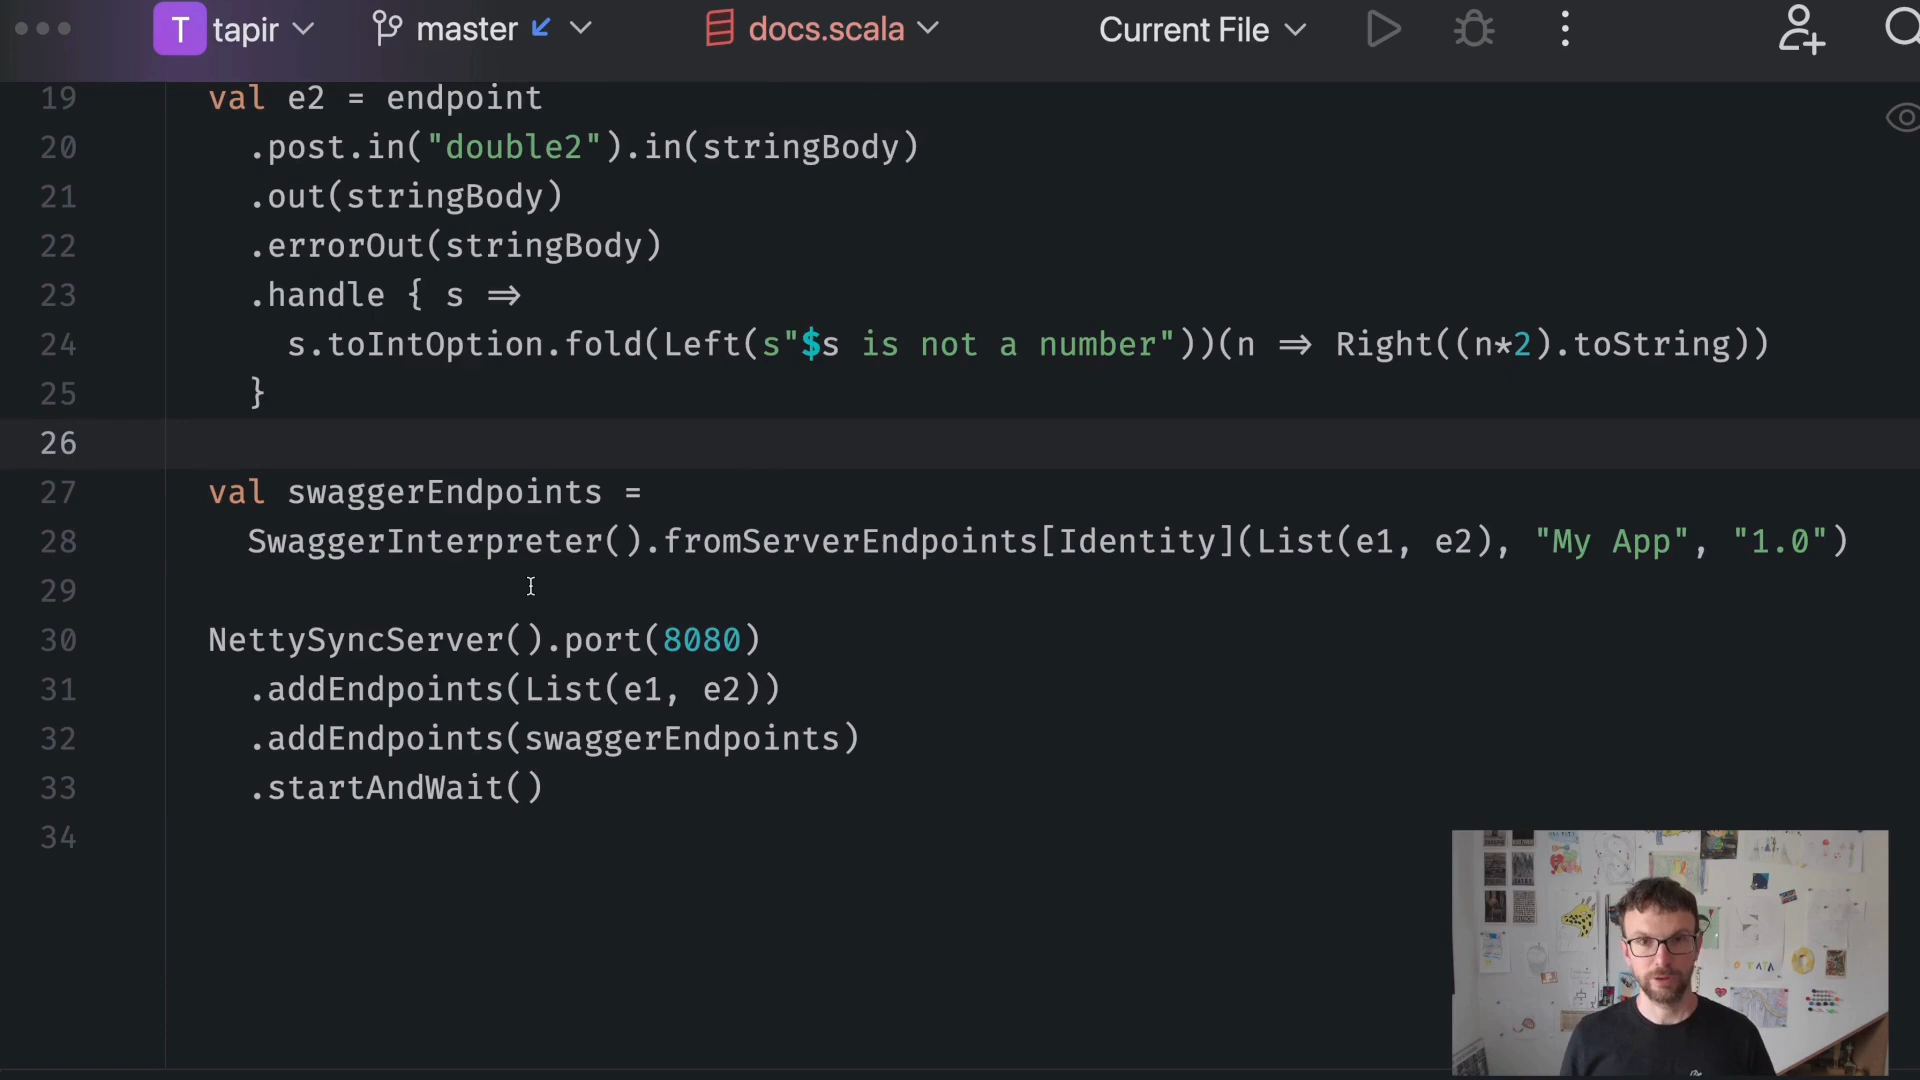 T tapir master docs.scala Current File
19 val e2 = endpoint
20 .post.in("double2").in(stringBody)
21 .out(stringBody)
22 .errorOut(stringBody)
23 .handle { s ⇒
24 s.toIntOption.fold(Left(s"$s is not a number"))(n ⇒ Right((n*2).toString))
25 }
26
27 val swaggerEndpoints =
28 SwaggerInterpreter().fromServerEndpoints[Identity](List(e1, e2), "My App", "1.0")
29
30 NettySyncServer().port(8080)
31 .addEndpoints(List(e1, e2))
32 .addEndpoints(swaggerEndpoints)
33 .startAndWait()
34